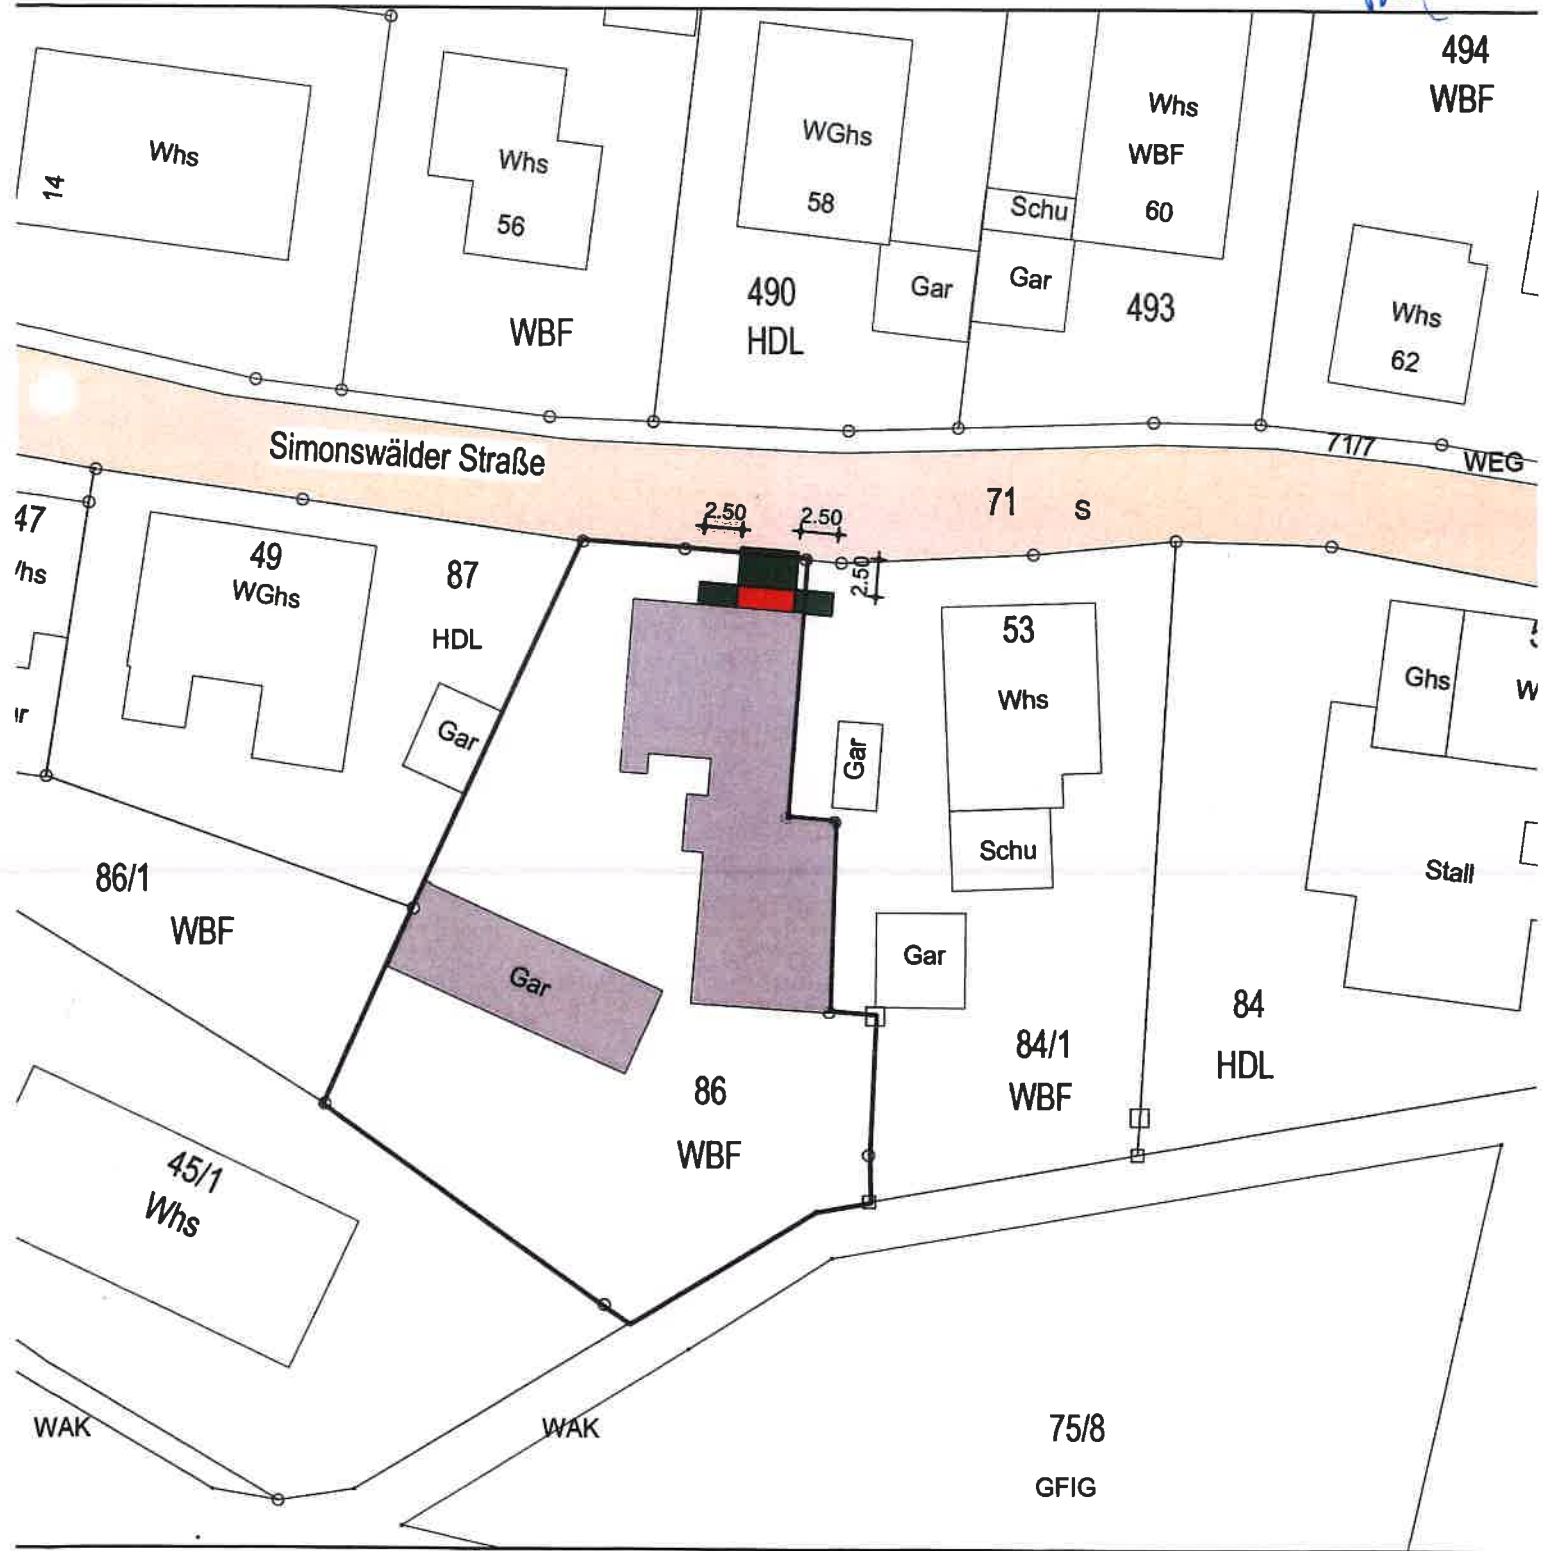 494
WBF
Whs
14
Whs
56
WGhs
58
Whs
WBF
60
Schu
Gar
Gar
490
HDL
WBF
493
Whs
62
71/7
WEG
Simonswälder Straße
71
s
2.50
2.50
2.50
47
49
WGhs
87
HDL
Gar
53
Whs
Gar
Ghs
Schu
Stall
86/1
WBF
Gar
Gar
84/1
WBF
84
HDL
86
WBF
45/1
Whs
WAK
WAK
75/8
GFlG